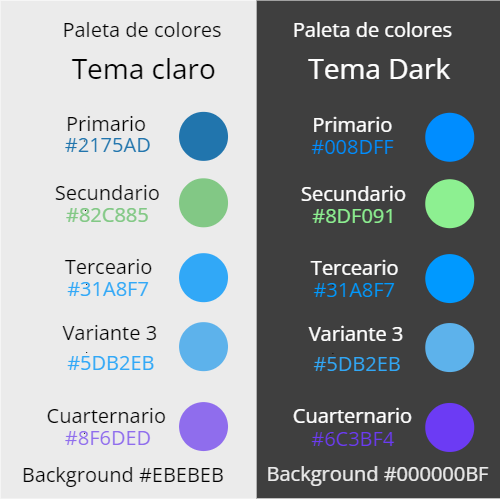 Paleta de colores
Tema claro
Primario
#2175AD
Secundario
#82C885
Terceario
#31A8F7
Variante 3
#5DB2EB
Cuarternario
#8F6DED
Background #EBEBEB
Paleta de colores
Tema Dark
Primario
#008DFF
Secundario
#8DF091
Terceario
#31A8F7
Variante 3
#5DB2EB
Cuarternario
#6C3BF4
Background #000000BF